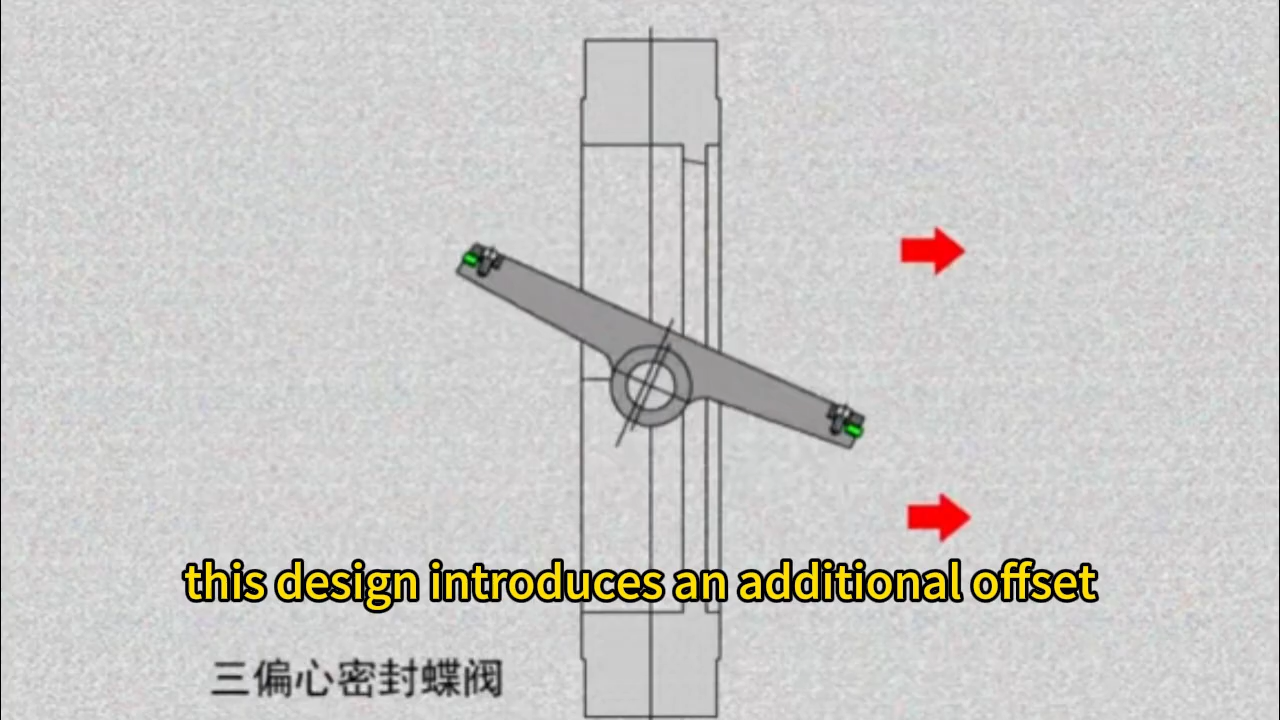 this design introduces an additional offset
三偏心密封蝶阀